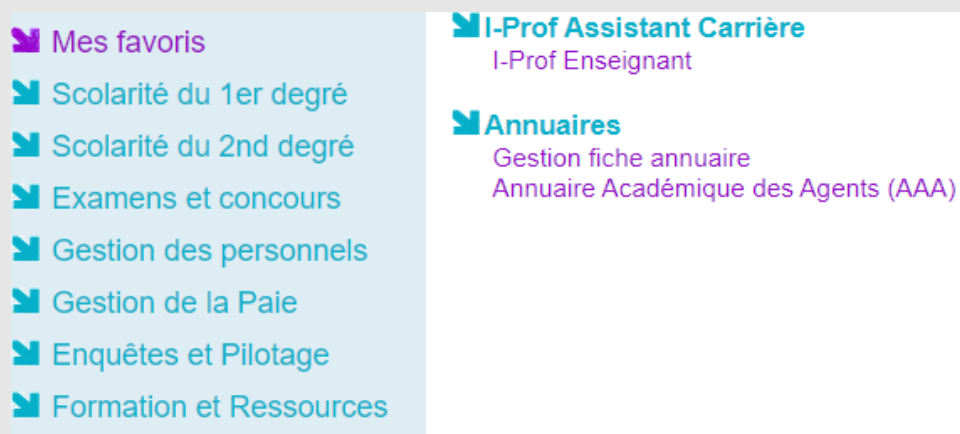 Mes favoris
Scolarité du 1er degré
Scolarité du 2nd degré
Examens et concours
Gestion des personnels
Gestion de la Paie
Enquêtes et Pilotage
Formation et Ressources
I-Prof Assistant Carrière
I-Prof Enseignant
Annuaires
Gestion fiche annuaire
Annuaire Académique des Agents (AAA)